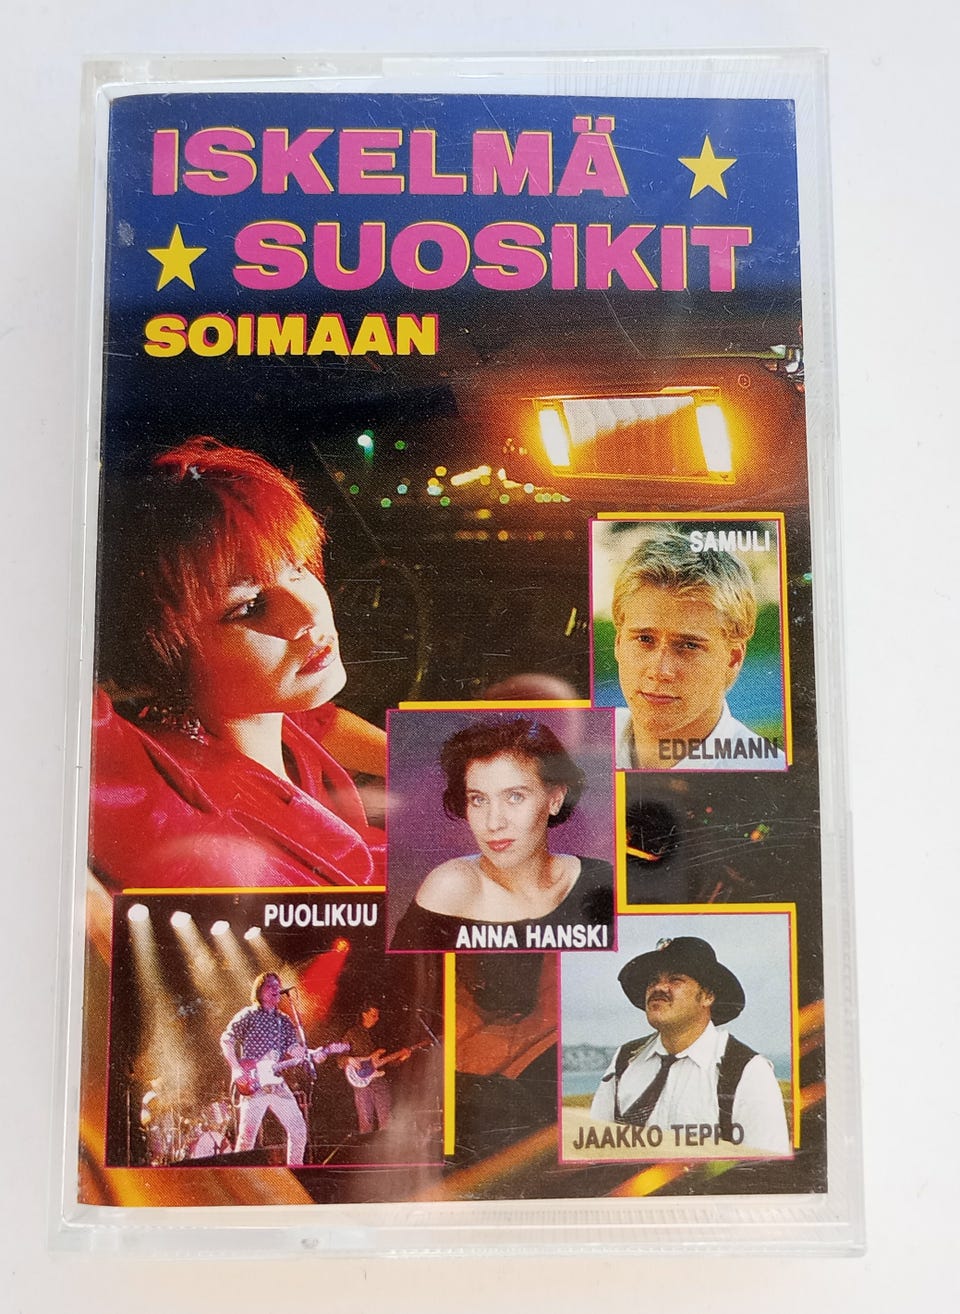 ISKELMÄ
SUOSIKIT
SOIMAAN
SAMULI
EDELMANN
ANNA HANSKI
PUOLIKUU
JAAKKO TEPPO